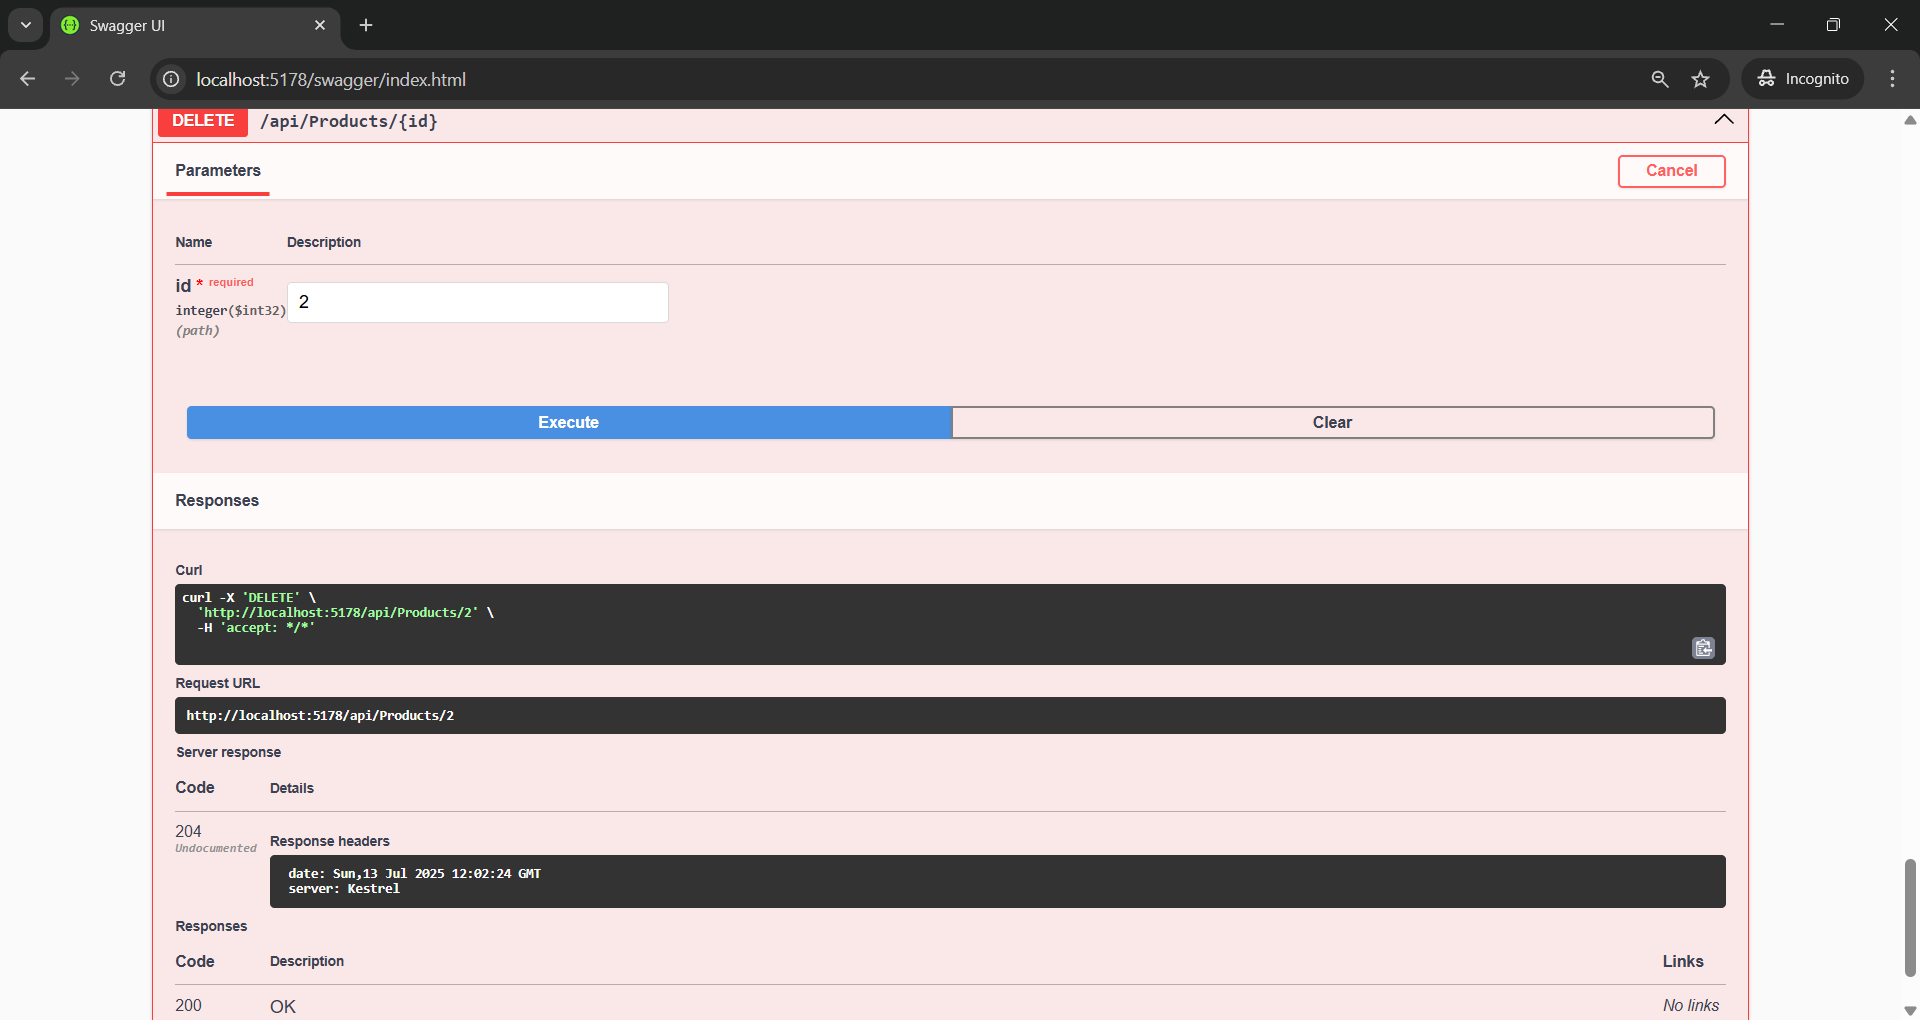 Swagger UI
localhost:5178/swagger/index.html
Incognito
DELETE /api/Products/{id}
Parameters
Cancel
Name Description
id * required
integer($int32)
(path)
2
Execute Clear
Responses
Curl
curl -X 'DELETE' \
'http://localhost:5178/api/Products/2' \
-H 'accept: */*'
Request URL
http://localhost:5178/api/Products/2
Server response
Code Details
204
Undocumented
Response headers
date: Sun,13 Jul 2025 12:02:24 GMT
server: Kestrel
Responses
Code Description Links
200 OK No links